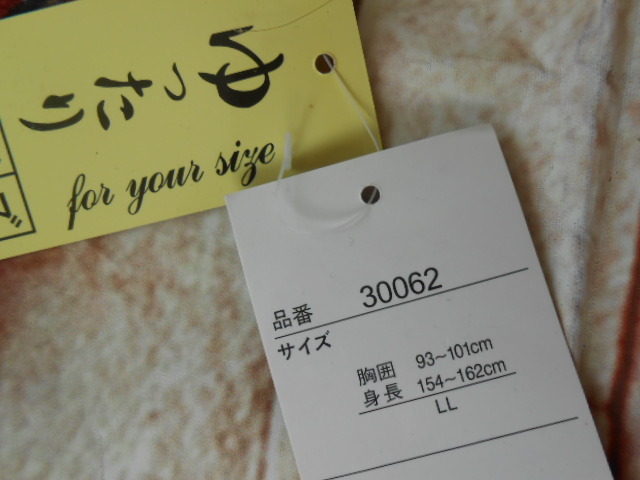 ゆったり
for your size
品番 30062
サイズ
胸囲 93~101cm
身長 154~162cm
LL